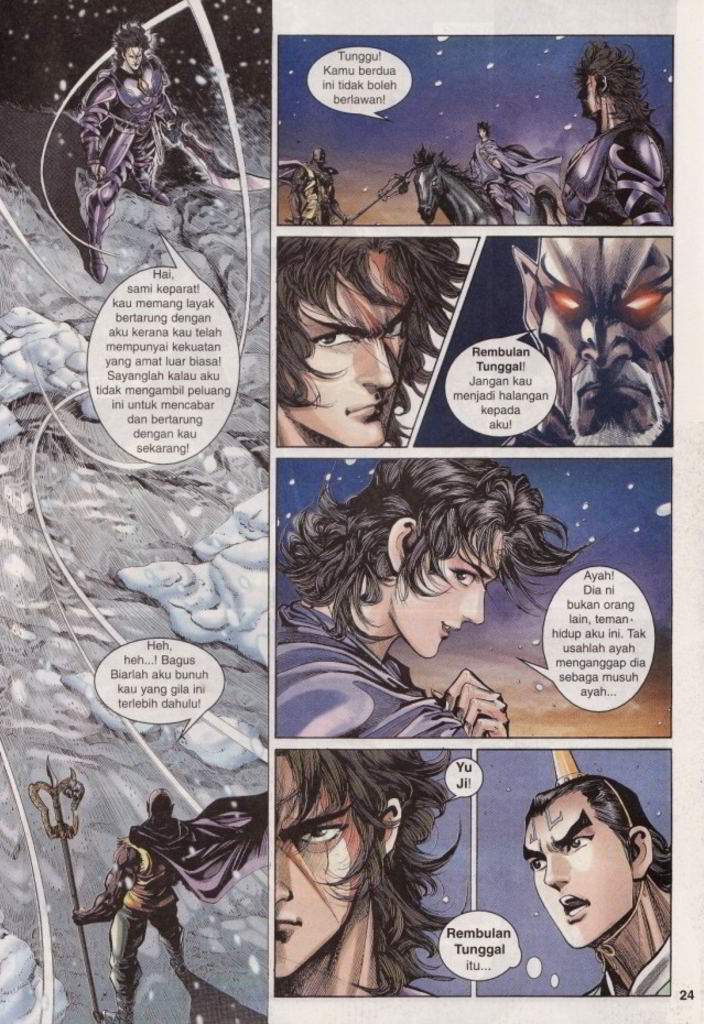 Hai,
sami keparat!
kau memang layak
bertarung dengan
aku kerana kau telah
mempunyai kekuatan
yang amat luar biasa!
Sayanglah kalau aku
tidak mengambil peluang
ini untuk mencabar
dan bertarung
dengan kau
sekarang!
Heh,
heh...! Bagus
Biarlah aku bunuh
kau yang gila ini
terlebih dahulu!
Tunggu!
Kamu berdua
ini tidak boleh
berlawan!
Rembulan
Tunggal!
Jangan kau
menjadi halangan
kepada
aku!
Ayah!
Dia ni
bukan orang
lain, teman
hidup aku ini. Tak
usahlah ayah
menganggap dia
sebaga musuh
ayah...
Yu
Ji!
Rembulan
Tunggal
itu...
24